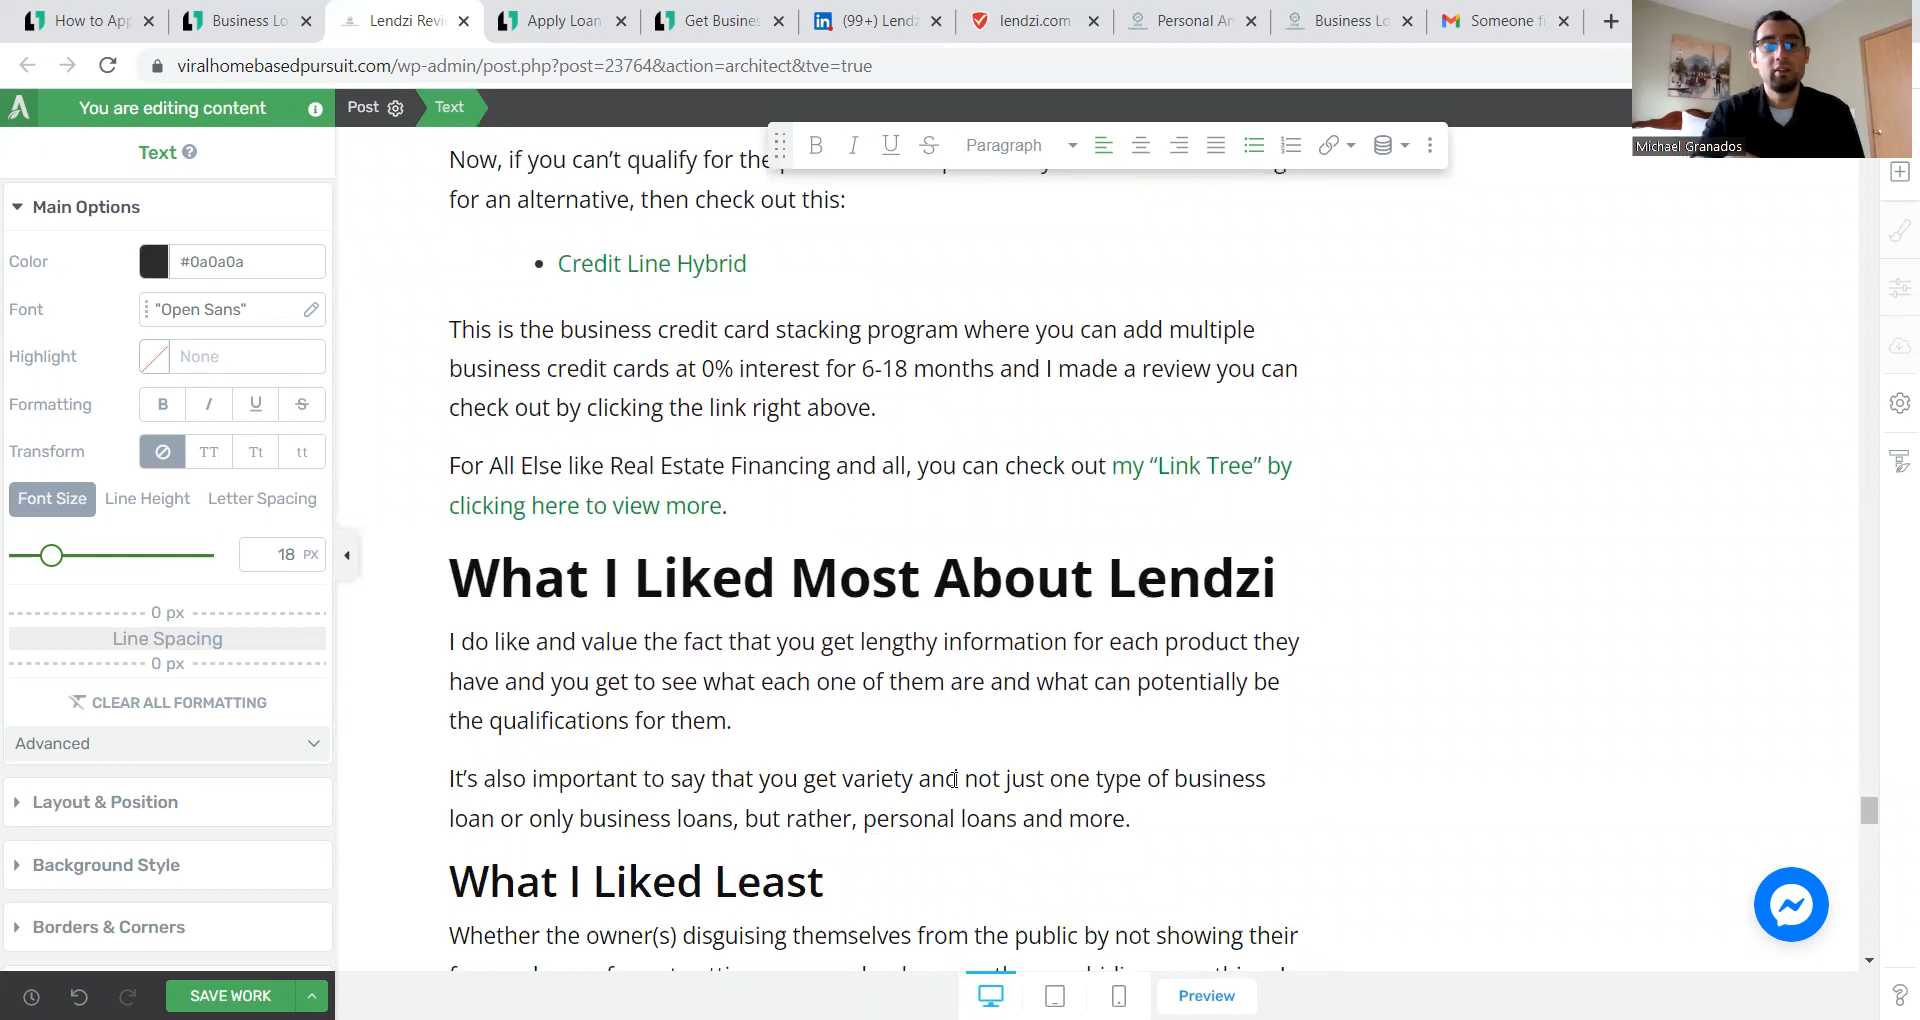 How to App
Business Lo
Lendzi Revi
Apply Loan
Get Busines
(99+) Lendz
lendzi.com
Personal An
Business Lo
Someone fi
viralhomebasedpursuit.com/wp-admin/post.php?post=23764&action=architect&tve=true
Michael Granados
You are editing content
Post
Text
Text
Main Options
Color
#0a0a0a
Font
"Open Sans"
Highlight
None
Formatting
B I U S
Transform
TT Tt tt
Font Size Line Height Letter Spacing
18 PX
0 px
Line Spacing
0 px
CLEAR ALL FORMATTING
Advanced
Layout & Position
Background Style
Borders & Corners
SAVE WORK
B I U S Paragraph
Now, if you can’t qualify for the
for an alternative, then check out this:
• Credit Line Hybrid
This is the business credit card stacking program where you can add multiple
business credit cards at 0% interest for 6-18 months and I made a review you can
check out by clicking the link right above.
For All Else like Real Estate Financing and all, you can check out my “Link Tree” by
clicking here to view more.
What I Liked Most About Lendzi
I do like and value the fact that you get lengthy information for each product they
have and you get to see what each one of them are and what can potentially be
the qualifications for them.
It’s also important to say that you get variety and not just one type of business
loan or only business loans, but rather, personal loans and more.
What I Liked Least
Whether the owner(s) disguising themselves from the public by not showing their
Preview